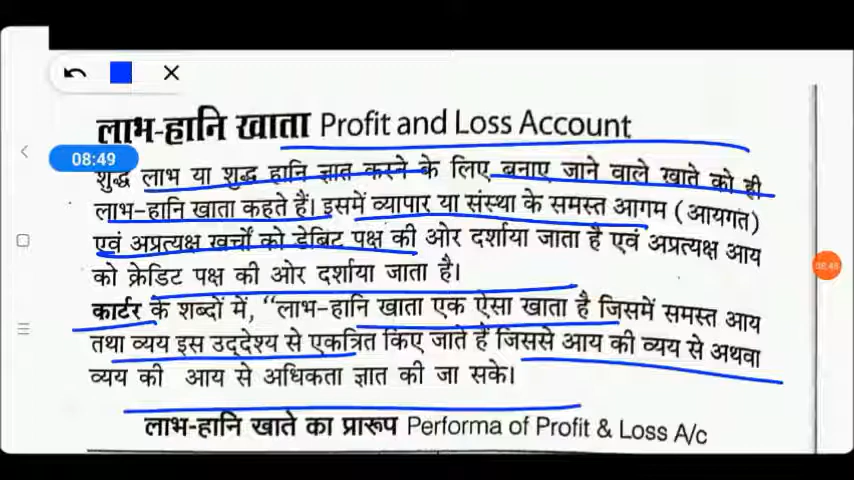 लाभ-हानि खाता Profit and Loss Account
08:49
शुद्ध लाभ या शुद्ध हानि ज्ञात करने के लिए बनाए जाने वाले खाते को ही
लाभ-हानि खाता कहते हैं। इसमें व्यापार या संस्था के समस्त आगम (आयगत)
एवं अप्रत्यक्ष खर्चों को डेबिट पक्ष की ओर दर्शाया जाता है एवं अप्रत्यक्ष आय
को क्रेडिट पक्ष की ओर दर्शाया जाता है।
कार्टर के शब्दों में, “लाभ-हानि खाता एक ऐसा खाता है जिसमें समस्त आय
तथा व्यय इस उद्देश्य से एकत्रित किए जाते हैं जिससे आय की व्यय से अथवा
व्यय की आय से अधिकता ज्ञात की जा सके।
लाभ-हानि खाते का प्रारूप Performa of Profit & Loss A/c